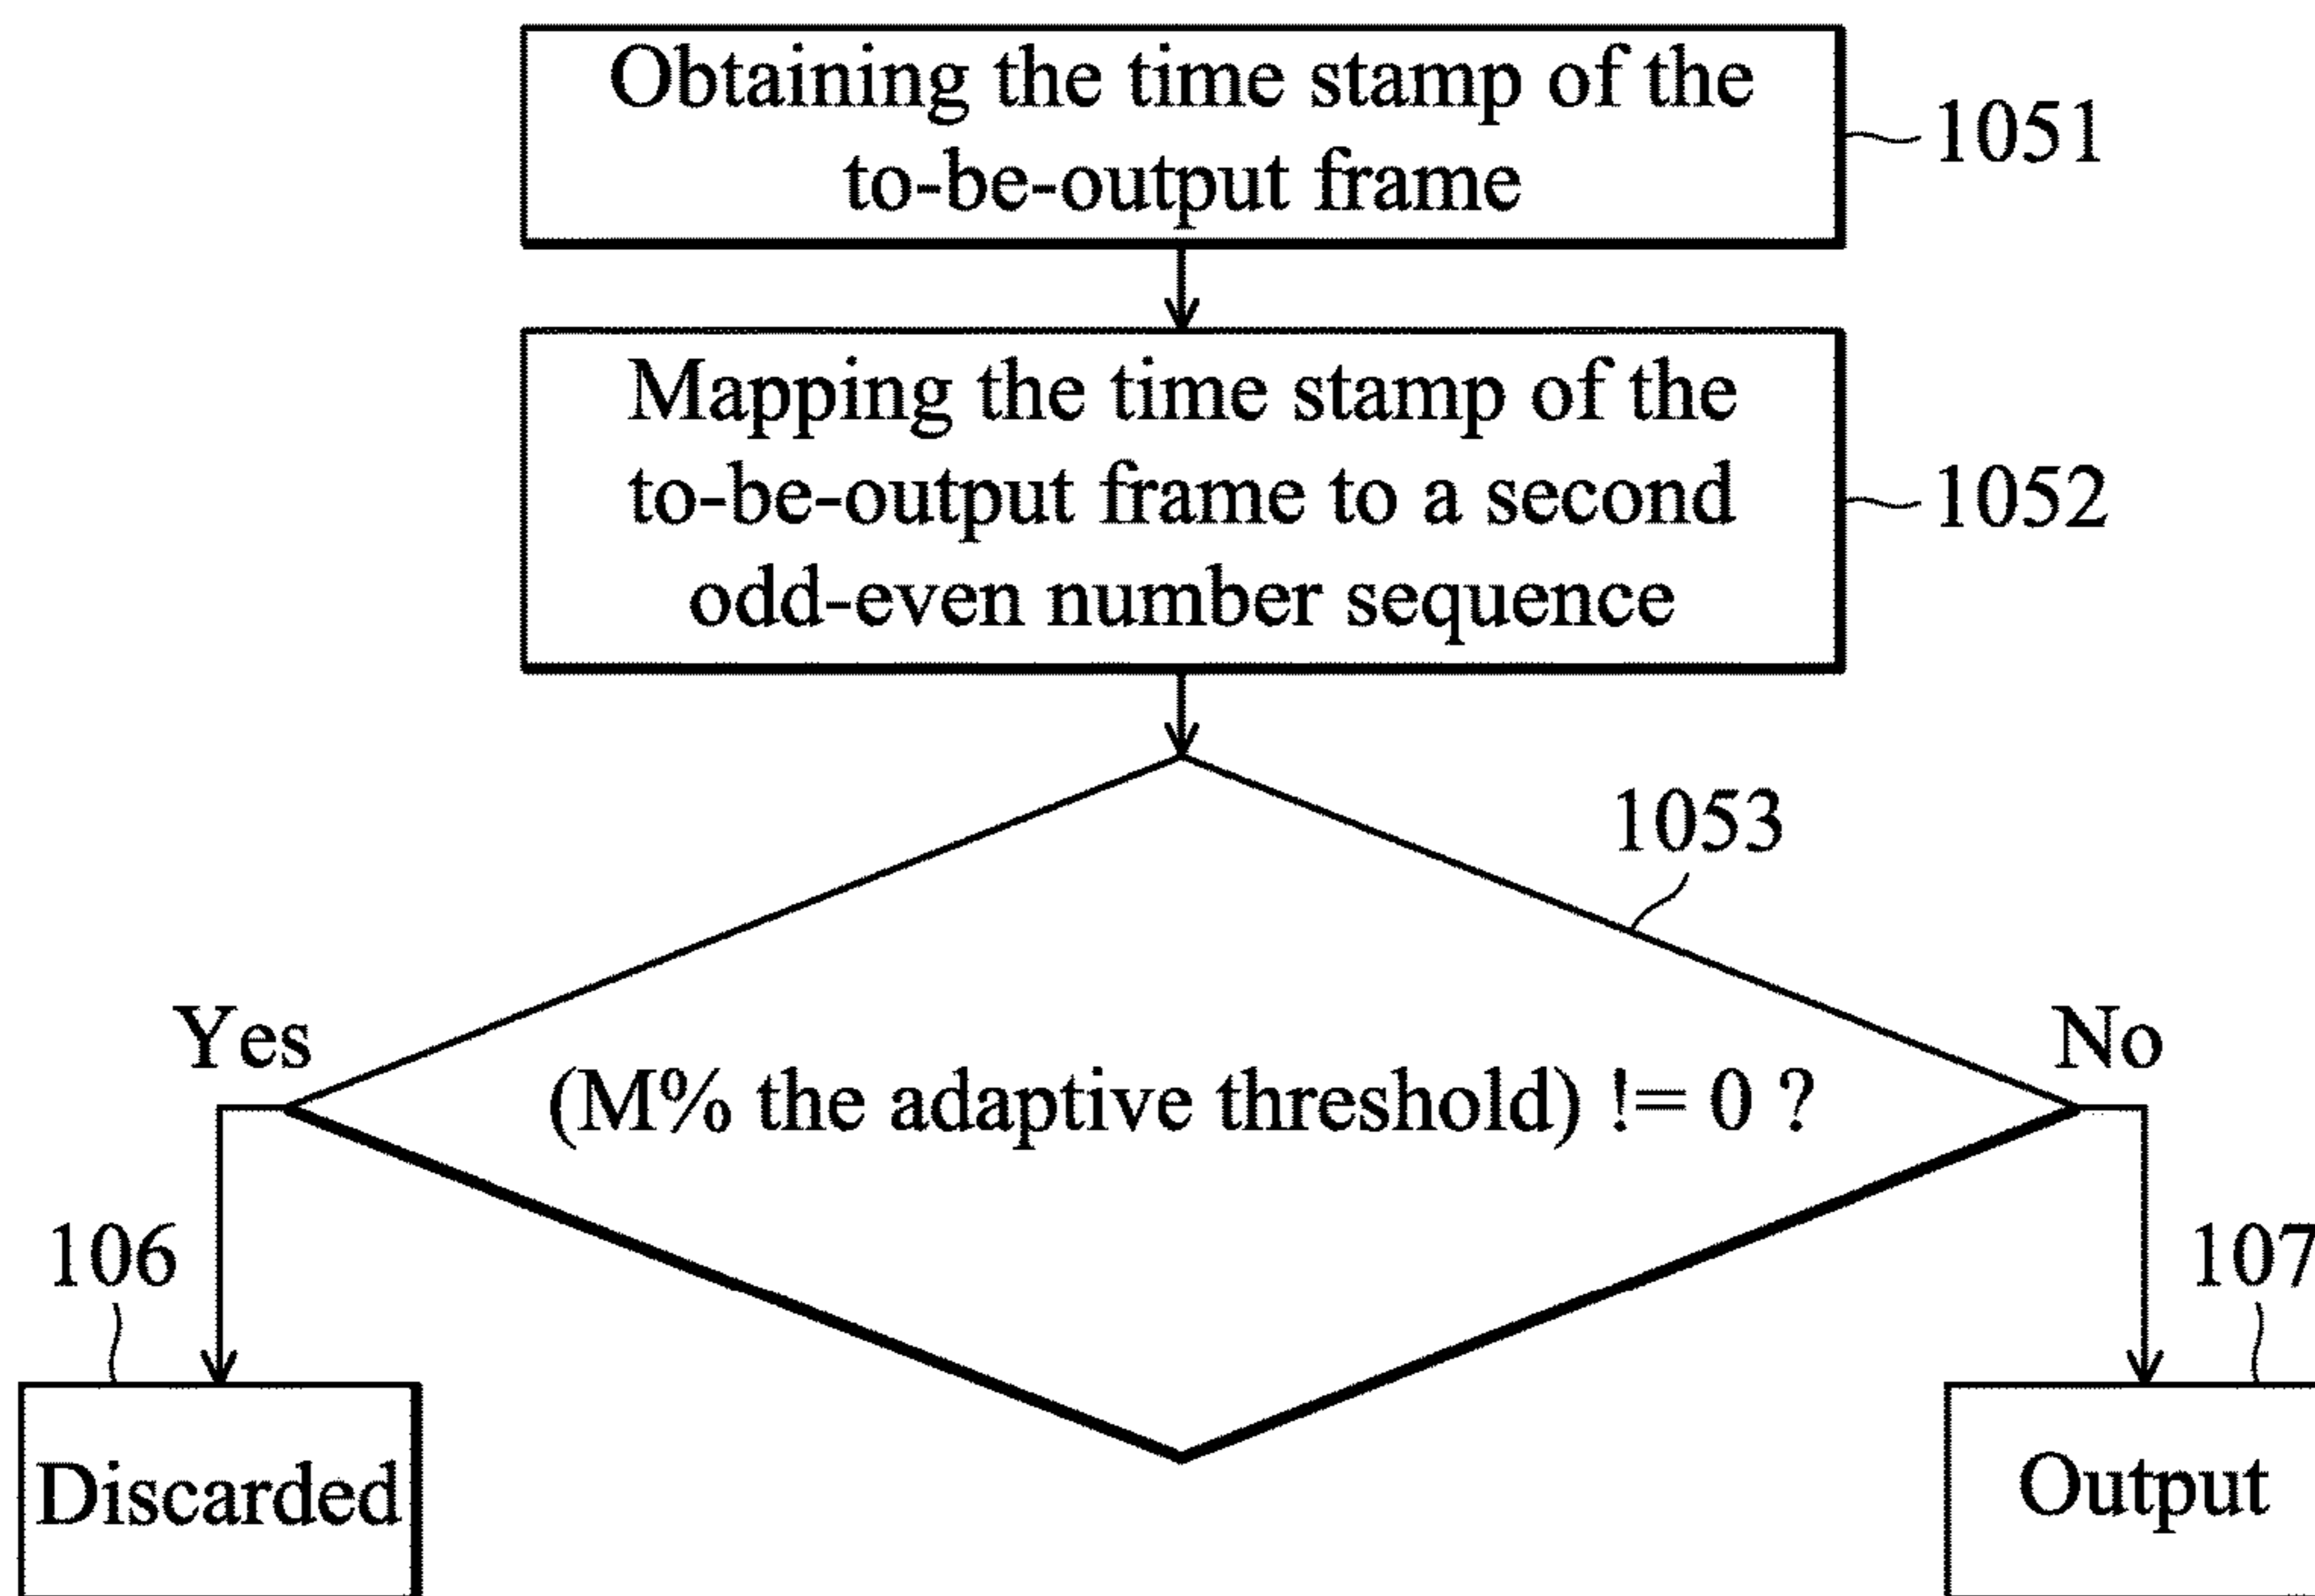 Obtaining the time stamp of the
to-be-output frame
1051
Mapping the time stamp of the
to-be-output frame to a second
odd-even number sequence
1052
1053
Yes
No
(M% the adaptive threshold) != 0 ?
106
107
Discarded
Output